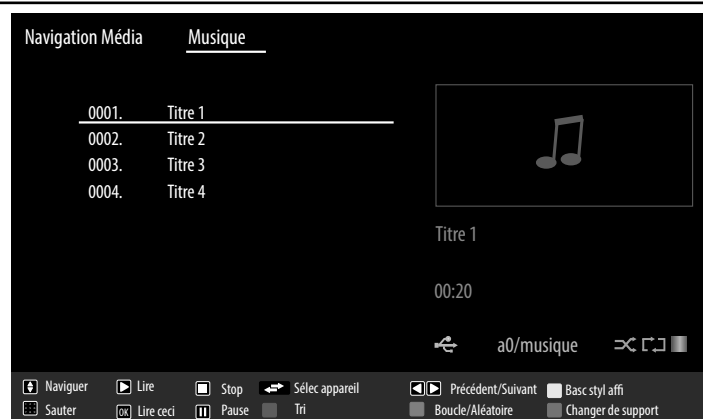 Navigation Média Musique
0001. Titre 1
0002. Titre 2
0003. Titre 3
0004. Titre 4
Titre 1
00:20
a0/musique
Naviguer Lire Stop Sélec appareil Précédent/Suivant Basc styl affi
Sauter OK Lire ceci Pause Tri Boucle/Aléatoire Changer de support